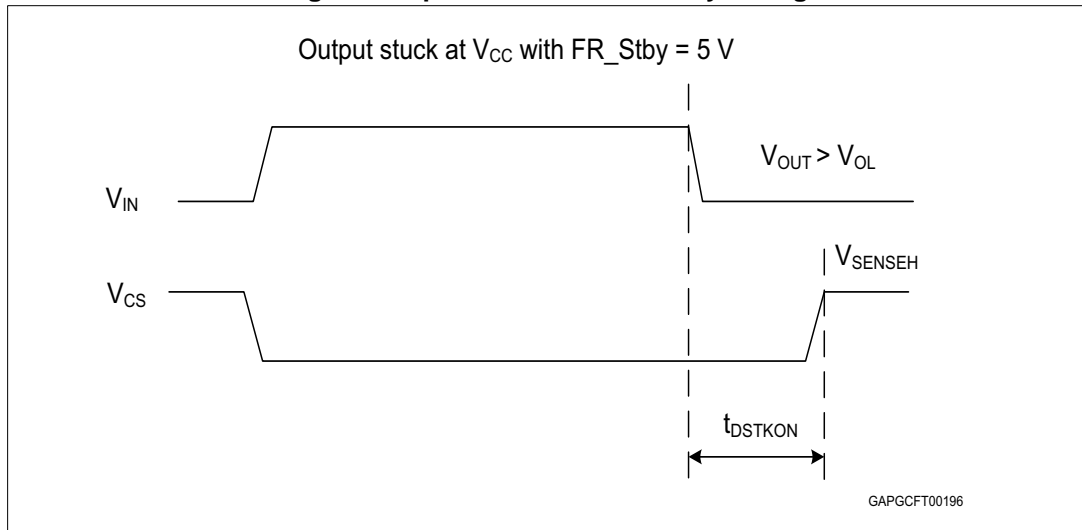 Output stuck at VCC with FR_Stby = 5 V
VOUT > VOL
VIN
VSENSEH
VCS
tDSTKON
GAPGCFT00196